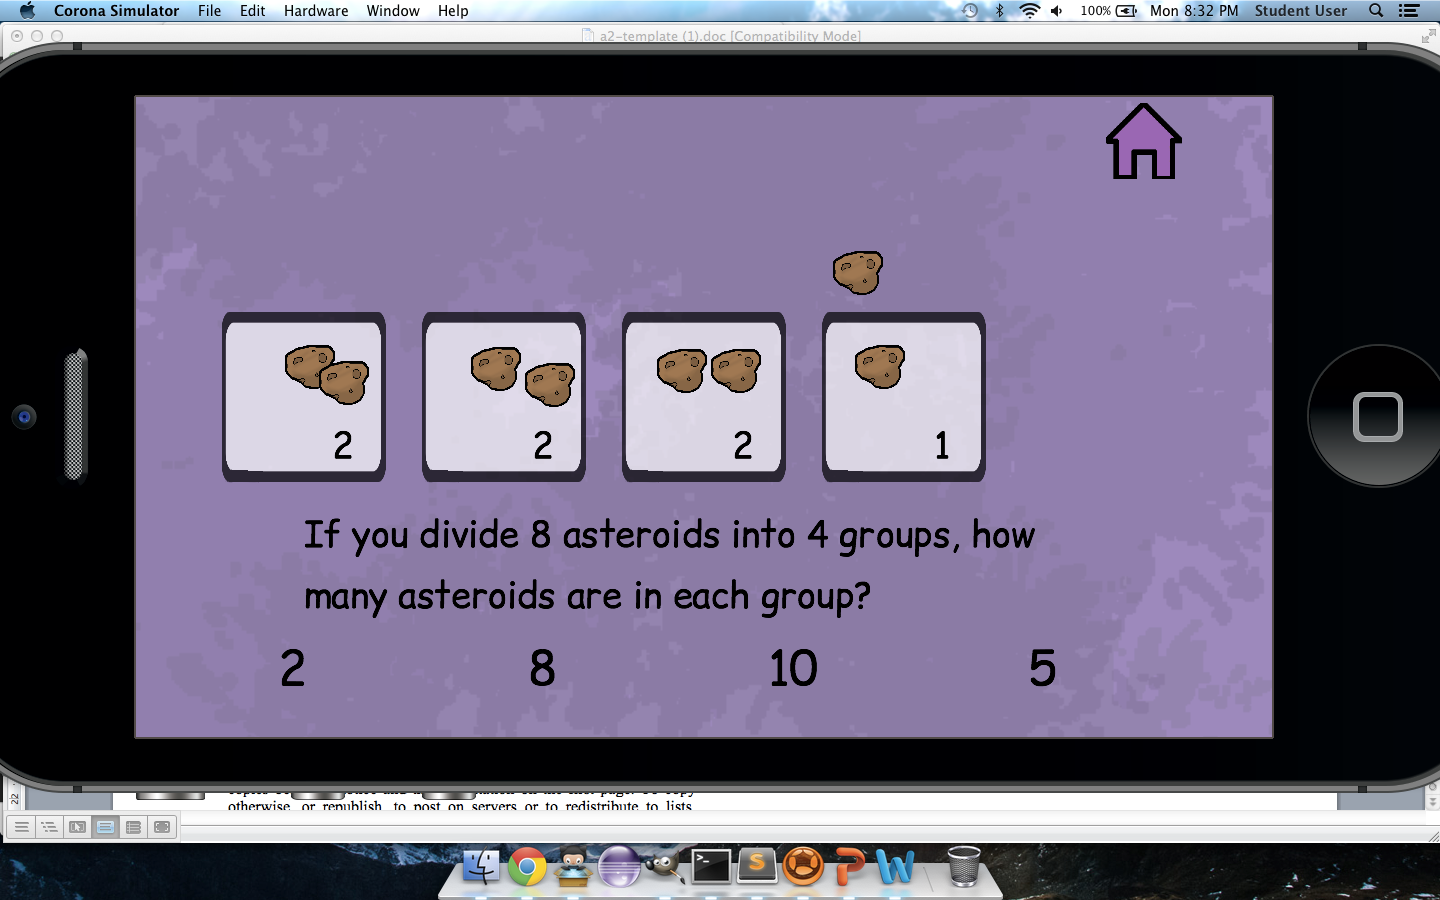 Corona Simulator File Edit Hardware Window Help 100% Mon 8:32 PM Student User
a2-template (1).doc [Compatibility Mode]
2 2 2 1
If you divide 8 asteroids into 4 groups, how
many asteroids are in each group?
2 8 10 5
22
otherwise, or republish, to post on servers or to redistribute to lists,